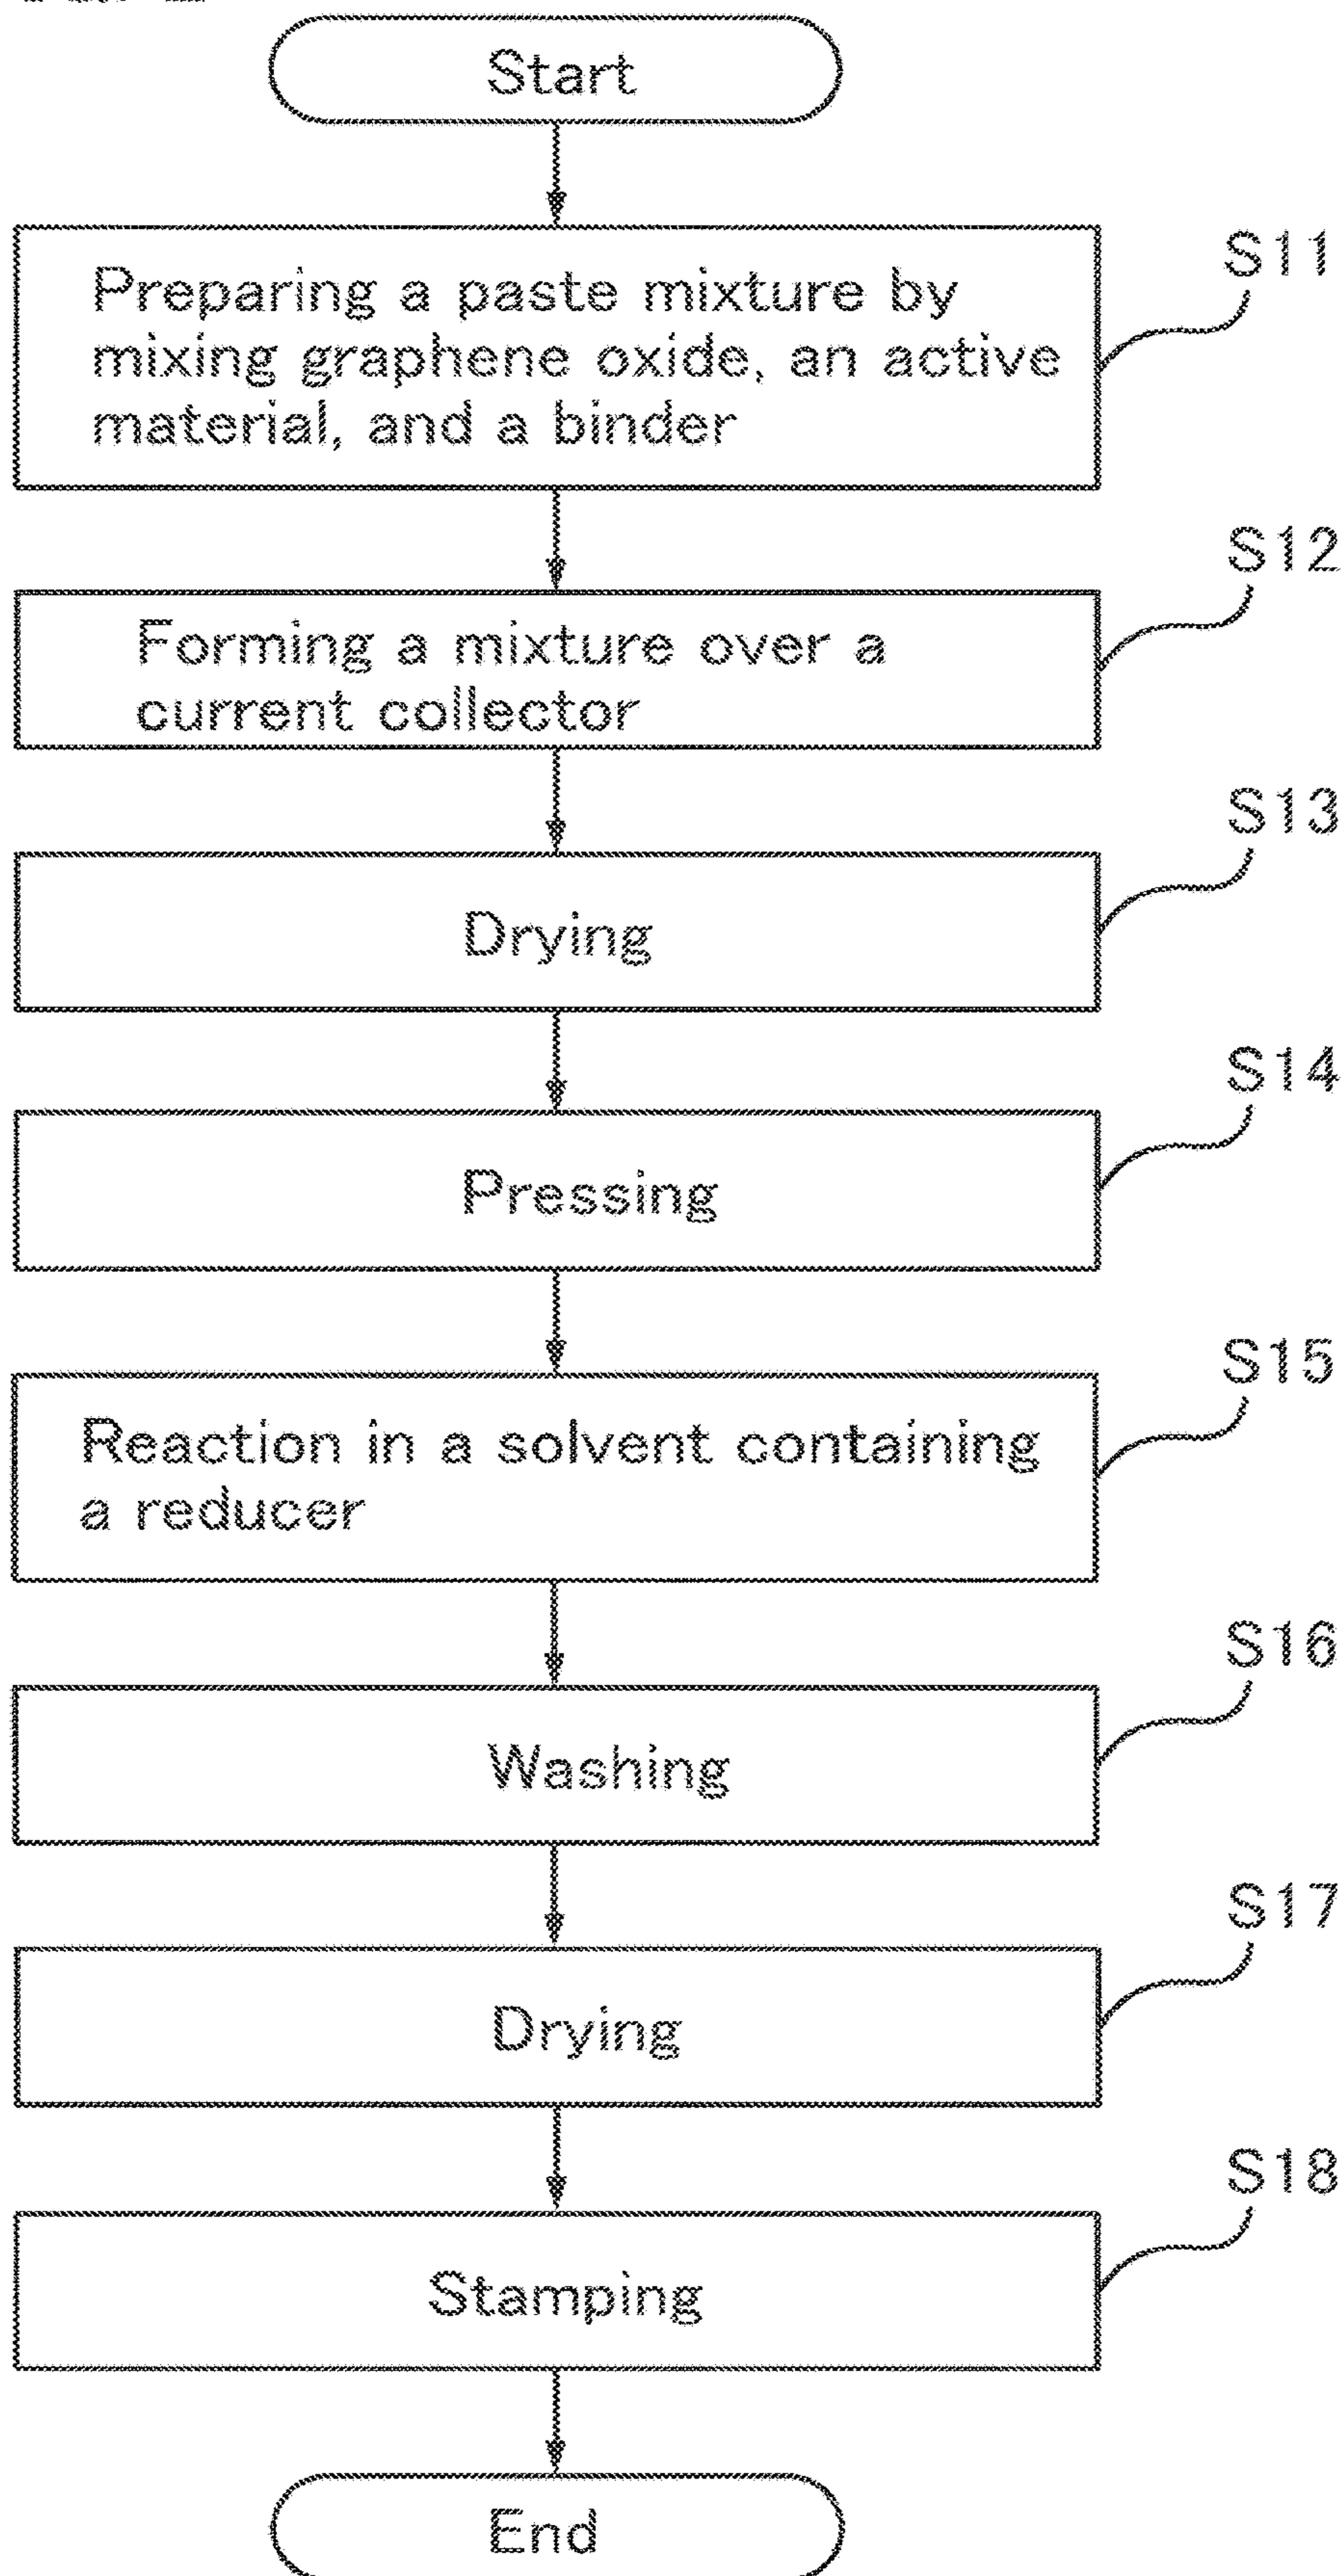 Start
Preparing a paste mixture by
mixing graphene oxide, an active
material, and a binder
S11
Forming a mixture over a
current collector
S12
Drying
S13
Pressing
S14
Reaction in a solvent containing
a reducer
S15
Washing
S16
Drying
S17
Stamping
S18
End